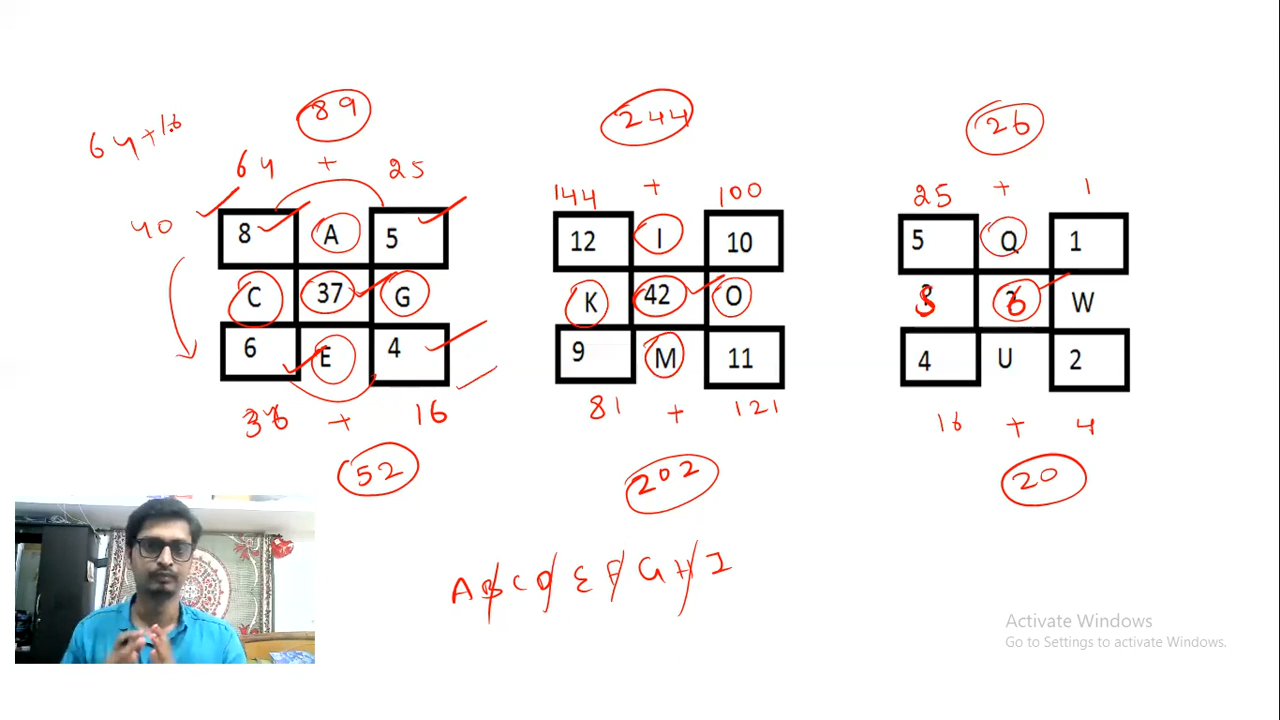 89
244
26
64+16
64 + 25
144 + 100
25 + 1
40
8 A 5
12 I 10
5 Q 1
C 37 G
K 42 O
S 6 W
6 E 4
9 M 11
4 U 2
36 + 16
81 + 121
16 + 4
52
202
20
A B C D E F G H I
Activate Windows
Go to Settings to activate Windows.